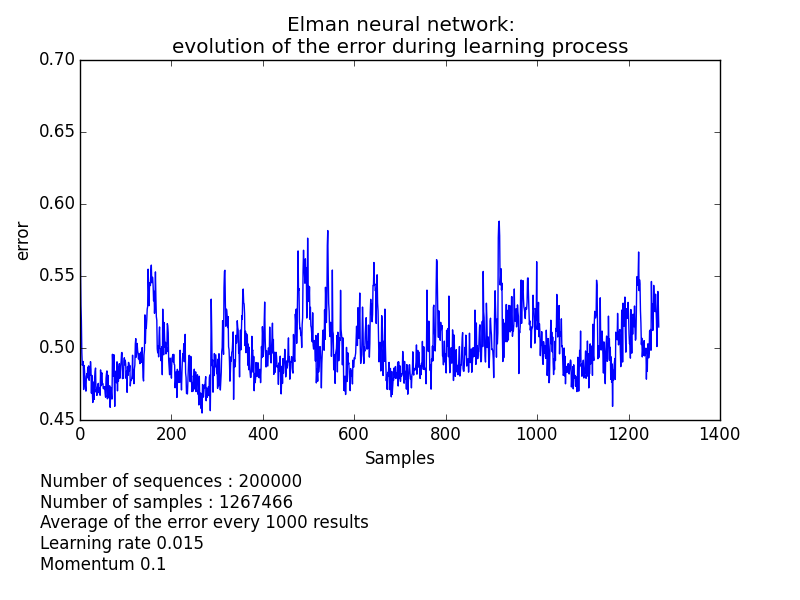 Elman neural network:
evolution of the error during learning process
0.70
0.65
0.60
0.55
0.50
0.45
error
0 200 400 600 800 1000 1200 1400
Samples
Number of sequences : 200000
Number of samples : 1267466
Average of the error every 1000 results
Learning rate 0.015
Momentum 0.1